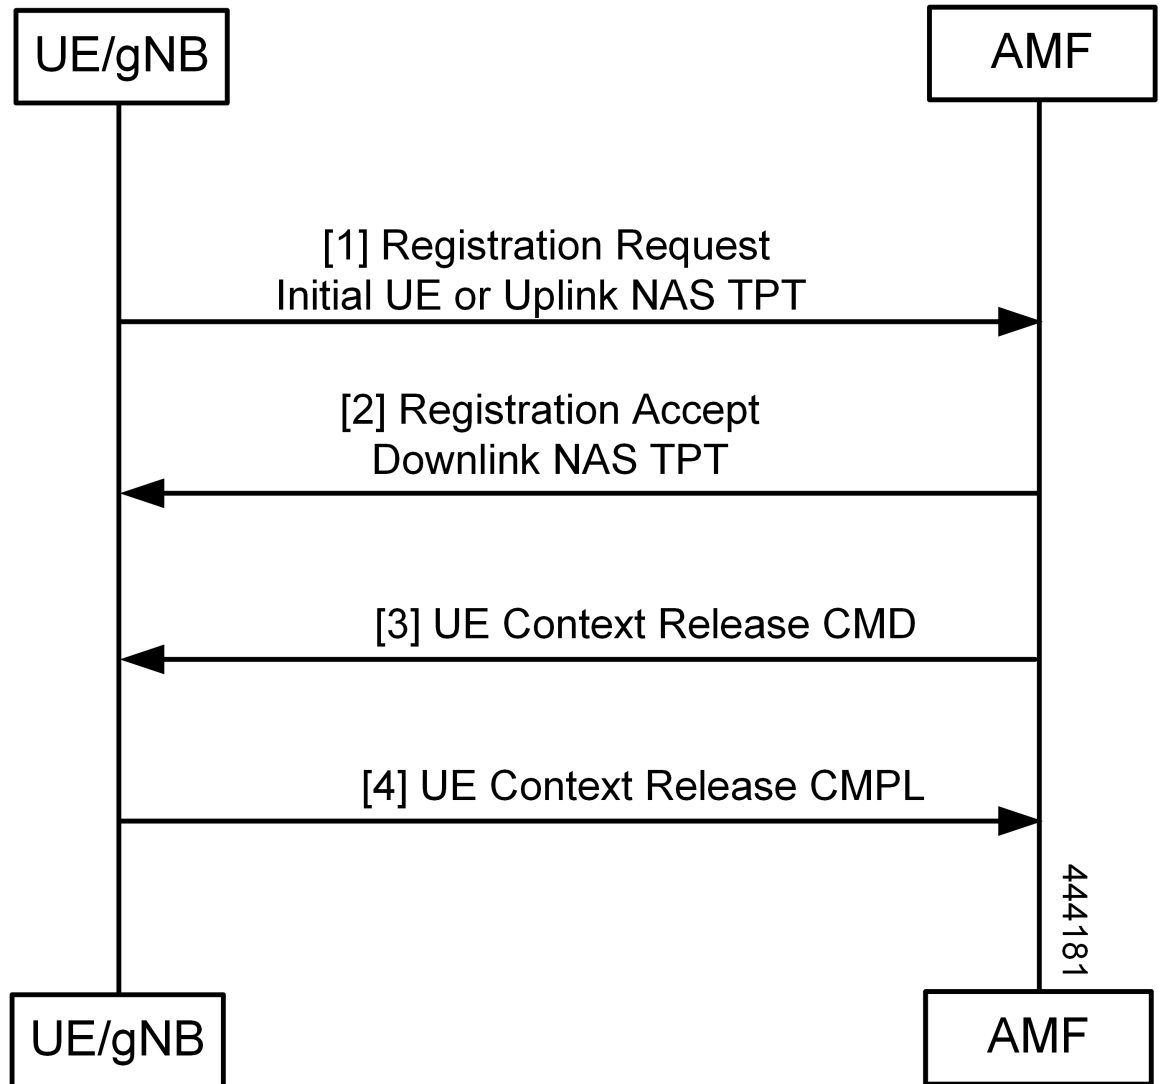 UE/gNB
AMF
[1] Registration Request
Initial UE or Uplink NAS TPT
[2] Registration Accept
Downlink NAS TPT
[3] UE Context Release CMD
[4] UE Context Release CMPL
444181
UE/gNB
AMF